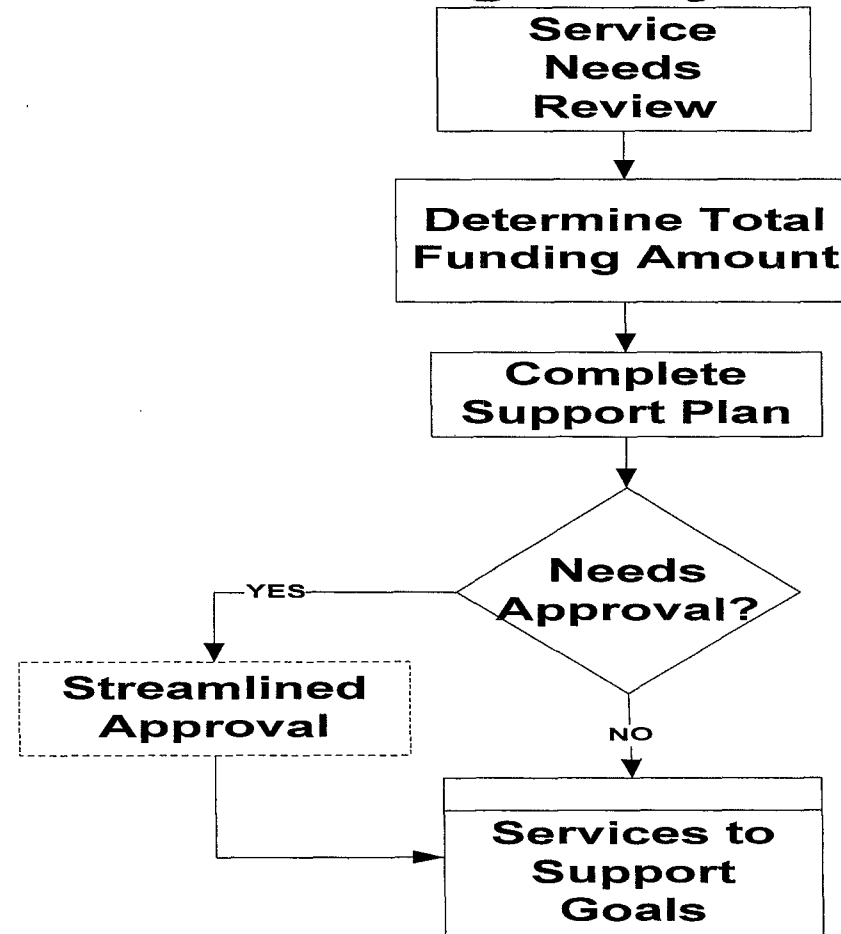 Service
Needs
Review
Determine Total
Funding Amount
Complete
Support Plan
Needs
Approval?
YES
Streamlined
Approval
NO
Services to
Support
Goals